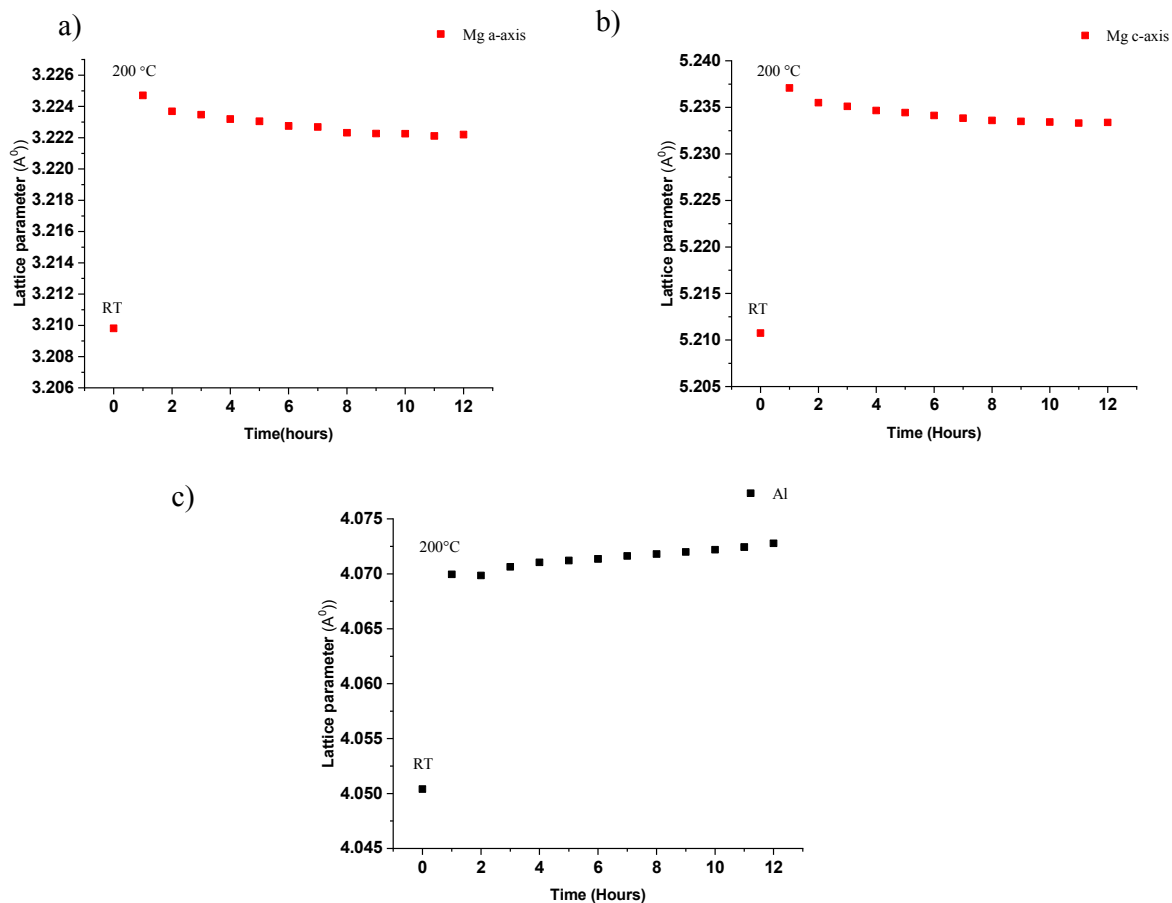 a)
Mg a-axis
200 °C
RT
3.226
3.224
3.222
3.220
3.218
3.216
3.214
3.212
3.210
3.208
3.206
Lattice parameter (A⁰)
0 2 4 6 8 10 12
Time(hours)
b)
Mg c-axis
200 °C
RT
5.240
5.235
5.230
5.225
5.220
5.215
5.210
5.205
Lattice parameter (A⁰))
0 2 4 6 8 10 12
Time (Hours)
c)
Al
200°C
RT
4.075
4.070
4.065
4.060
4.055
4.050
4.045
Lattice parameter (A⁰))
0 2 4 6 8 10 12
Time (Hours)